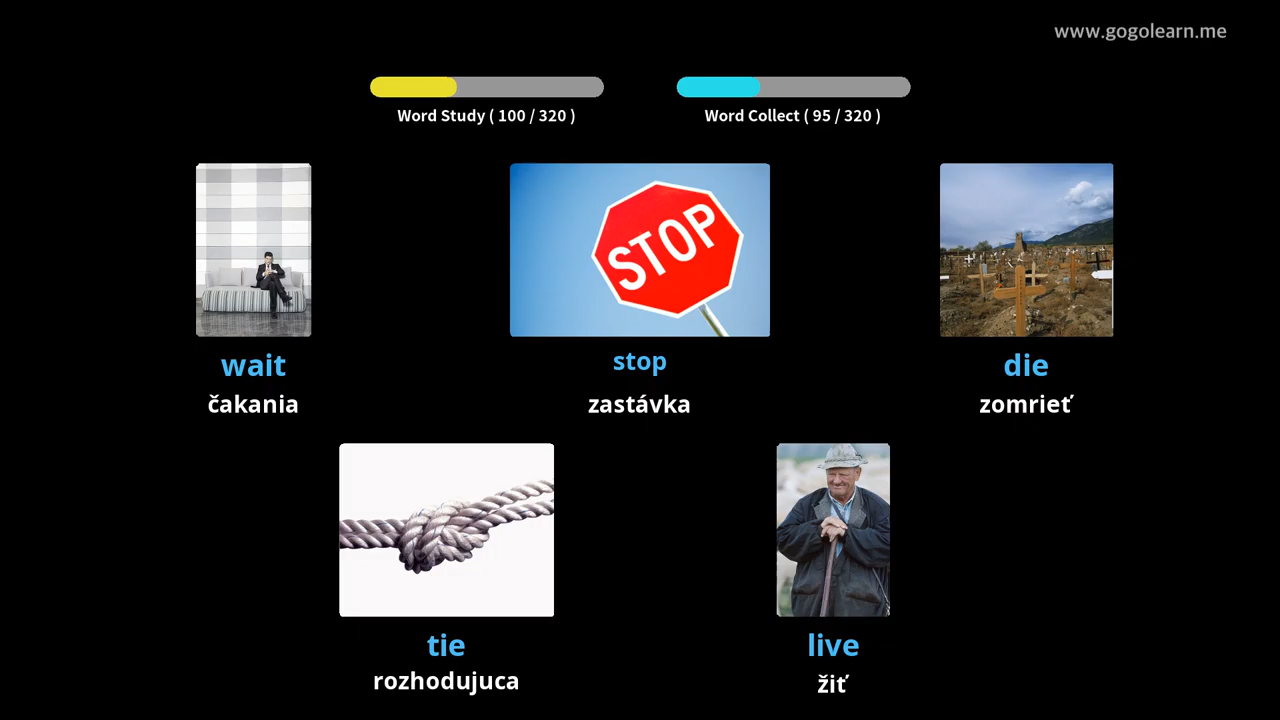 www.gogolearn.me
Word Study ( 100 / 320 )
Word Collect ( 95 / 320 )
STOP
wait
stop
die
čakania
zastávka
zomrieť
tie
live
rozhodujuca
žiť